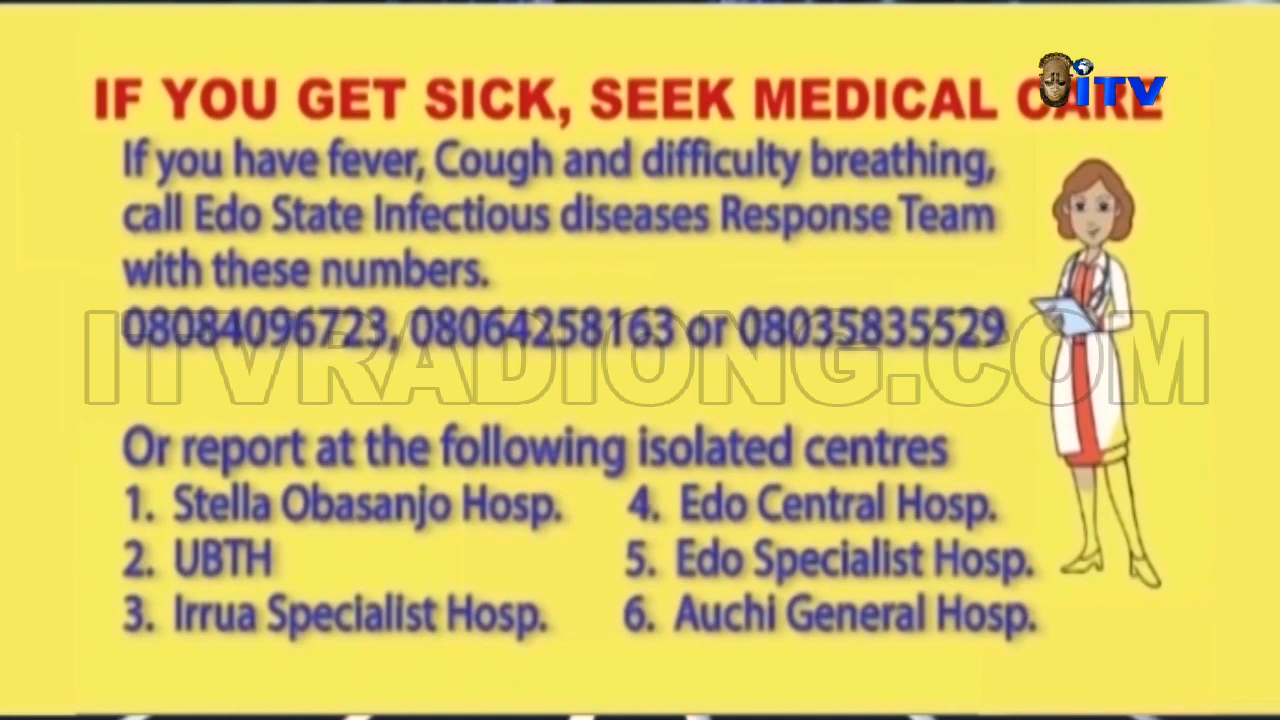 iTV
IF YOU GET SICK, SEEK MEDICAL CARE
If you have fever, Cough and difficulty breathing,
call Edo State Infectious diseases Response Team
with these numbers.
08084096723, 08064258163 or 08035835529
ITVRADIONG.COM
Or report at the following isolated centres
1. Stella Obasanjo Hosp.
2. UBTH
3. Irrua Specialist Hosp.
4. Edo Central Hosp.
5. Edo Specialist Hosp.
6. Auchi General Hosp.